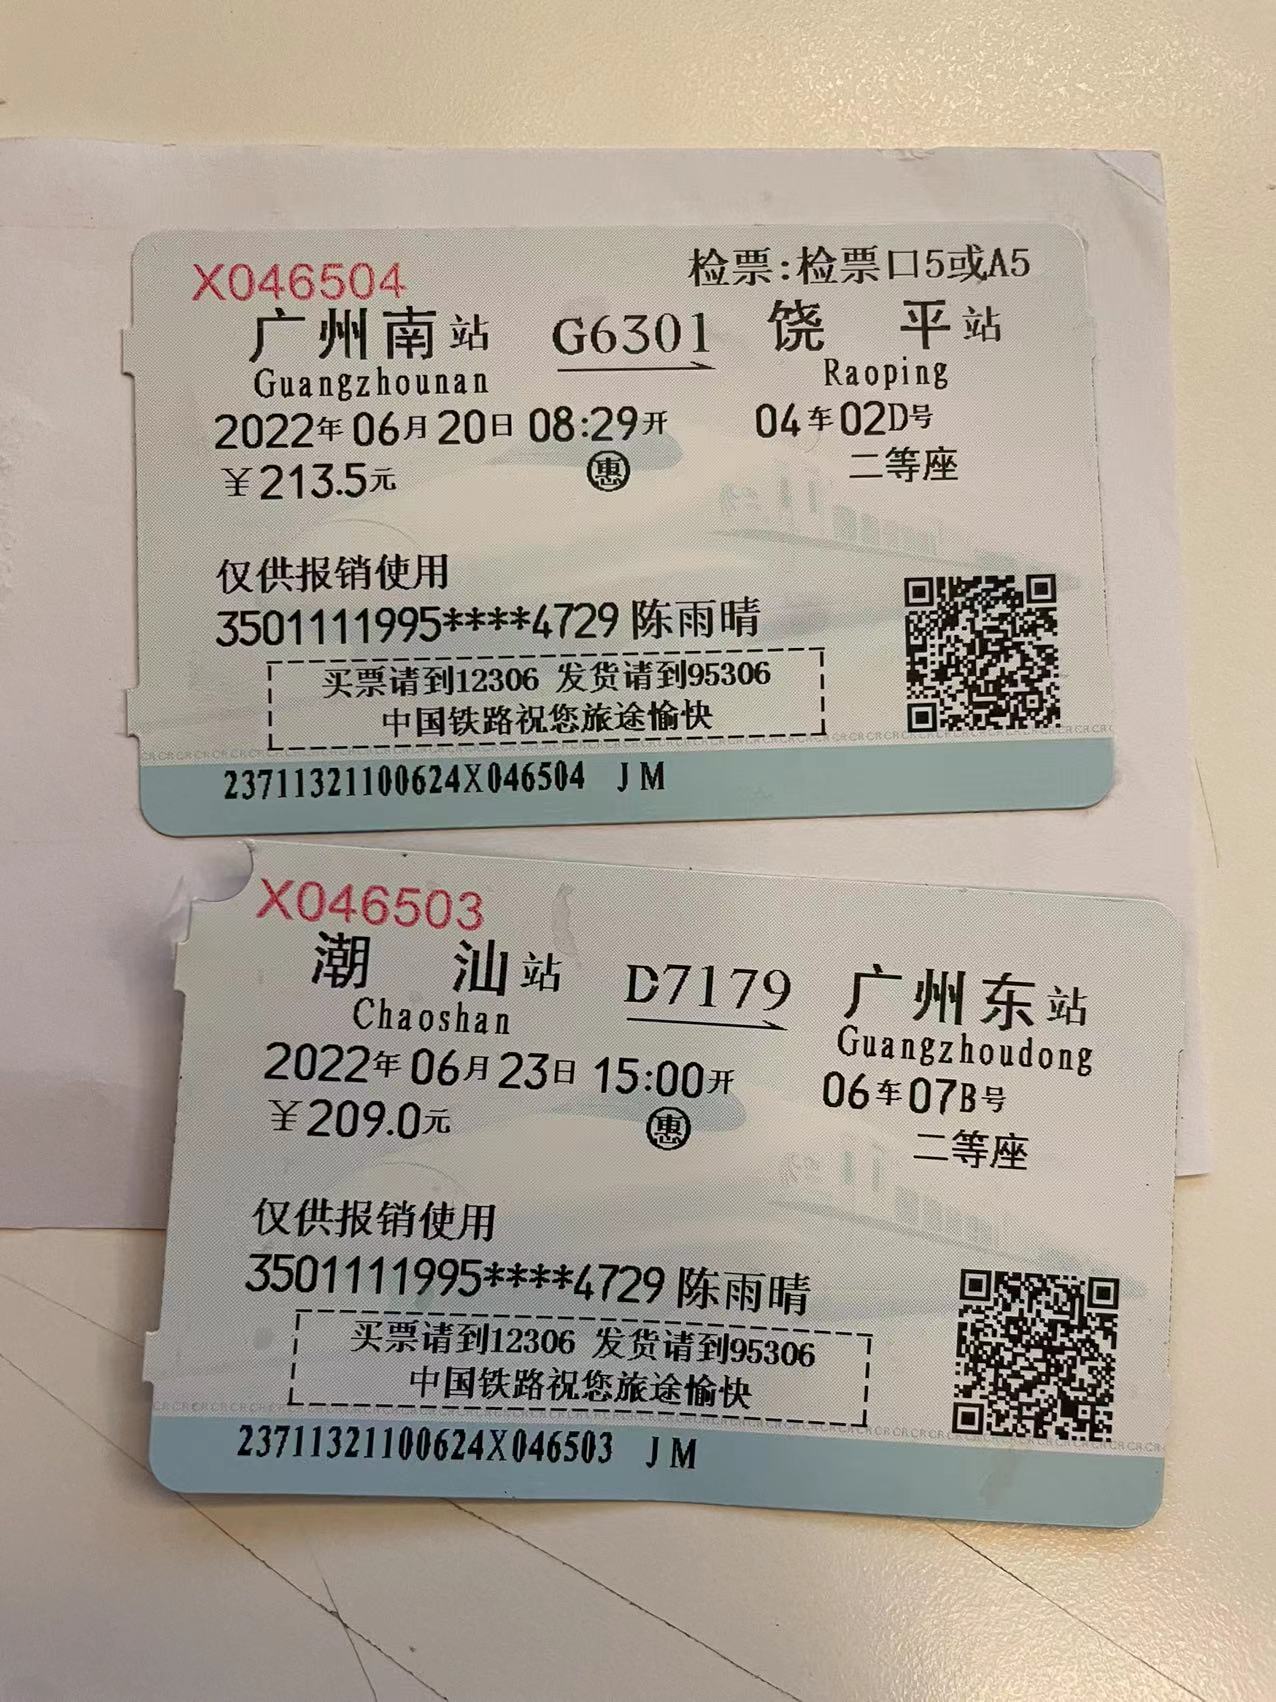 X046504 检票:检票口5或A5
广州南站 G6301 饶平站
Guangzhounan Raoping
2022年06月20日 08:29开 04车02D号
￥213.5元 惠 二等座
仅供报销使用
3501111995****4729 陈雨晴
买票请到12306 发货请到95306
中国铁路祝您旅途愉快
23711321100624X046504 JM
X046503
潮汕站 D7179 广州东站
Chaoshan Guangzhoudong
2022年06月23日 15:00开 06车07B号
￥209.0元 惠 二等座
仅供报销使用
3501111995****4729 陈雨晴
买票请到12306 发货请到95306
中国铁路祝您旅途愉快
23711321100624X046503 JM